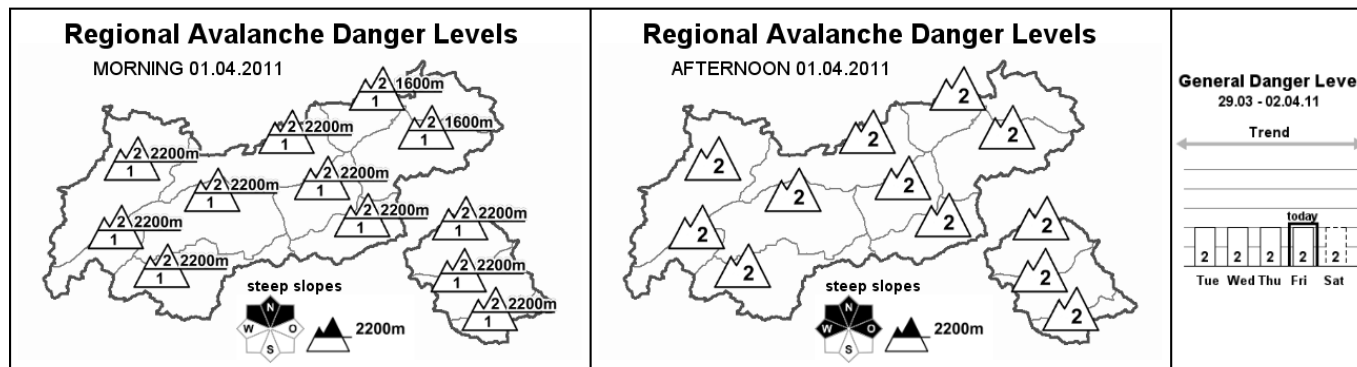 Regional Avalanche Danger Levels
MORNING 01.04.2011
2 1600m
1
2 1600m
1
2 2200m
1
2 2200m
1
2 2200m
1
2 2200m
1
2 2200m
1
2 2200m
1
2 2200m
1
2 2200m
1
2 2200m
1
2 2200m
1
steep slopes
N
W O
S
2200m
Regional Avalanche Danger Levels
AFTERNOON 01.04.2011
2
2
2
2
2
2
2
2
2
2
2
2
steep slopes
N
W O
S
2200m
General Danger Leve
29.03 - 02.04.11
Trend
today
2 2 2 2 2
Tue Wed Thu Fri Sat